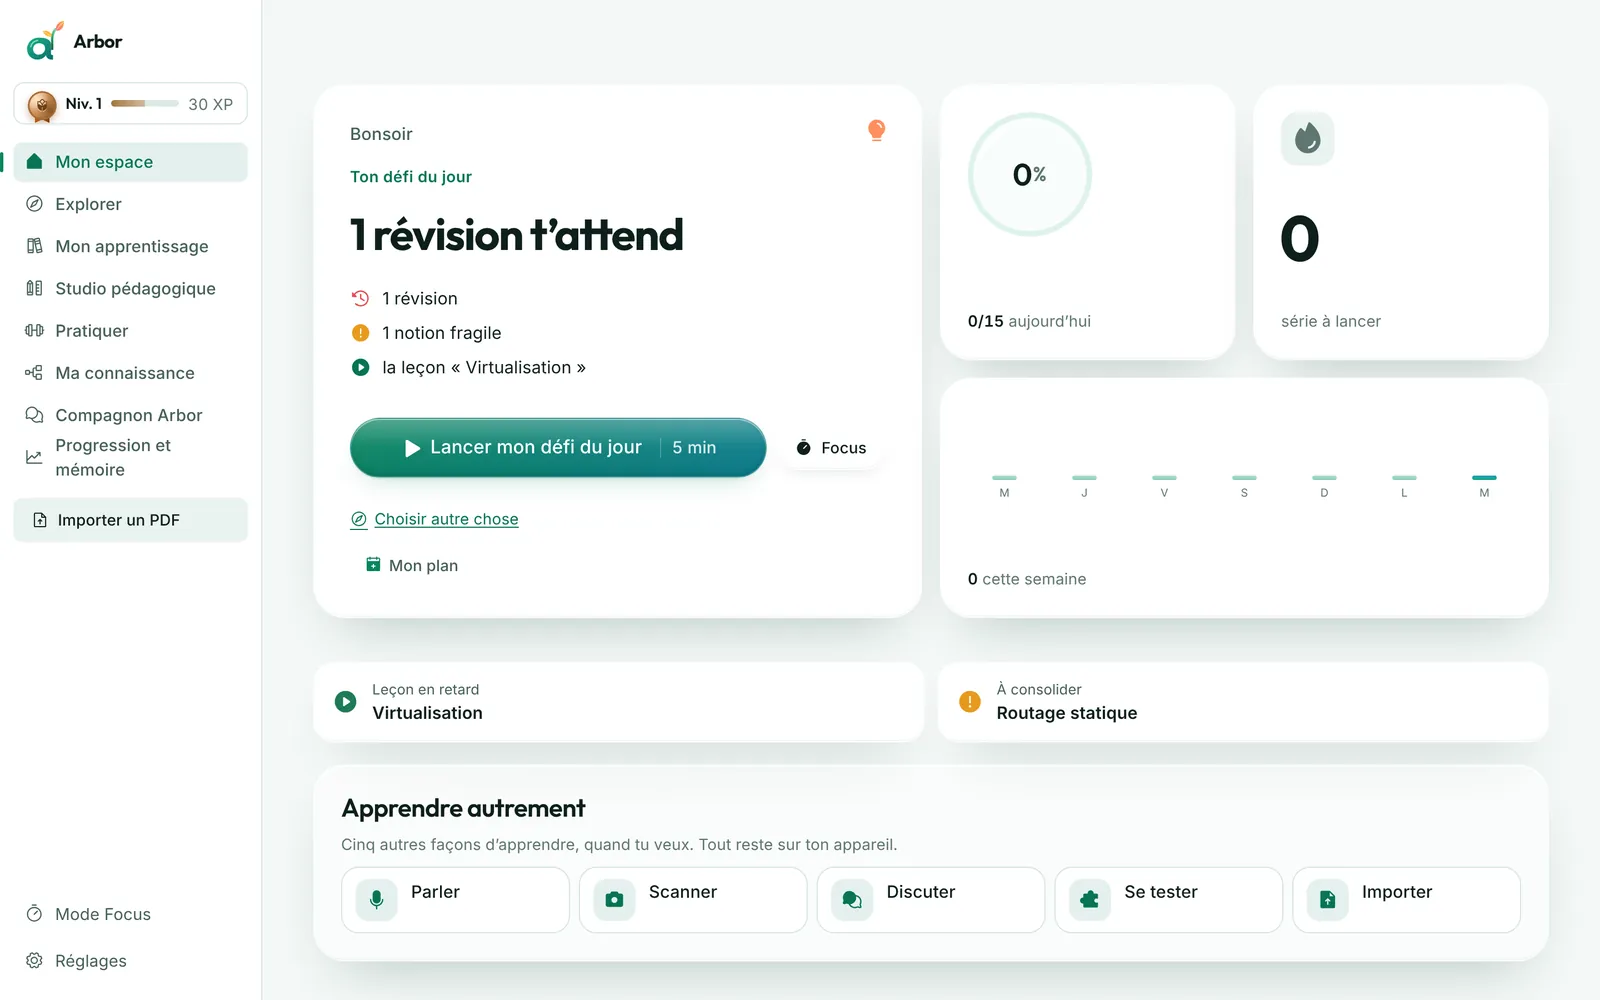 Arbor
Niv. 1
30 XP
Mon espace
Explorer
Mon apprentissage
Studio pédagogique
Pratiquer
Ma connaissance
Compagnon Arbor
Progression et
mémoire
Importer un PDF
Mode Focus
Réglages
Bonsoir
Ton défi du jour
1 révision t’attend
1 révision
1 notion fragile
la leçon « Virtualisation »
Lancer mon défi du jour
5 min
Focus
Choisir autre chose
Mon plan
0%
0/15 aujourd’hui
0
série à lancer
M J V S D L M
0 cette semaine
Leçon en retard
Virtualisation
À consolider
Routage statique
Apprendre autrement
Cinq autres façons d’apprendre, quand tu veux. Tout reste sur ton appareil.
Parler
Scanner
Discuter
Se tester
Importer